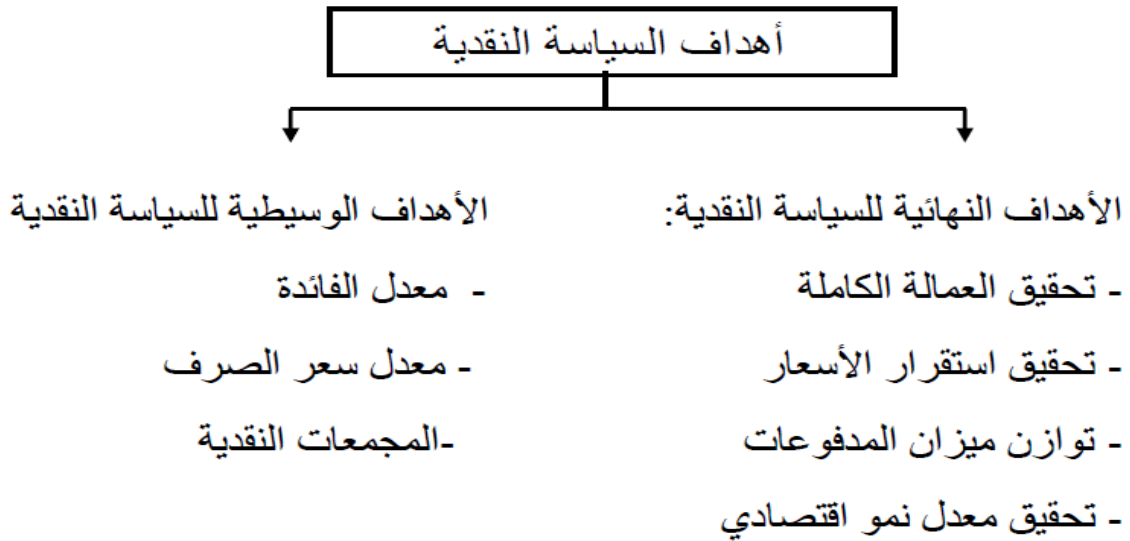 أهداف السياسة النقدية
الأهداف النهائية للسياسة النقدية:
- تحقيق العمالة الكاملة
- تحقيق استقرار الأسعار
- توازن ميزان المدفوعات
- تحقيق معدل نمو اقتصادي
الأهداف الوسيطية للسياسة النقدية
- معدل الفائدة
- معدل سعر الصرف
-المجمعات النقدية